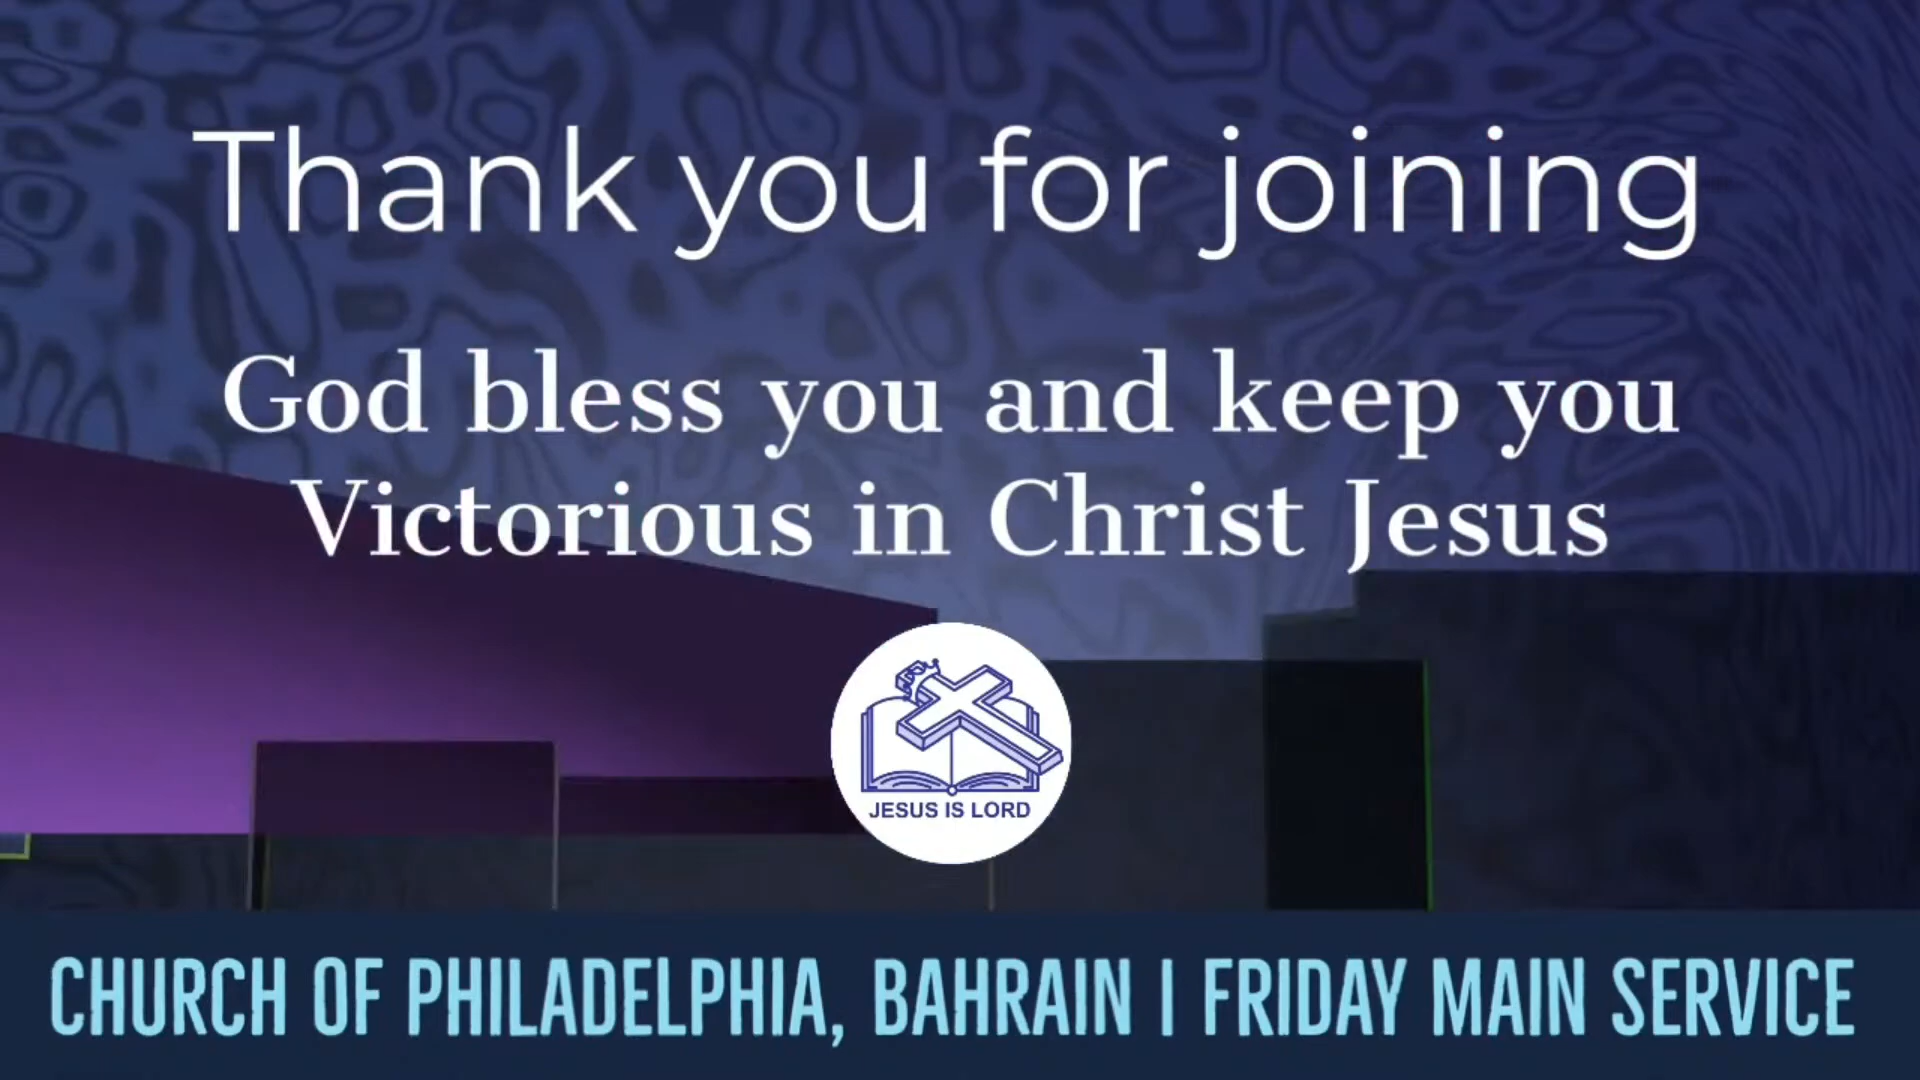 Thank you for joining
God bless you and keep you
Victorious in Christ Jesus
JESUS IS LORD
CHURCH OF PHILADELPHIA, BAHRAIN | FRIDAY MAIN SERVICE